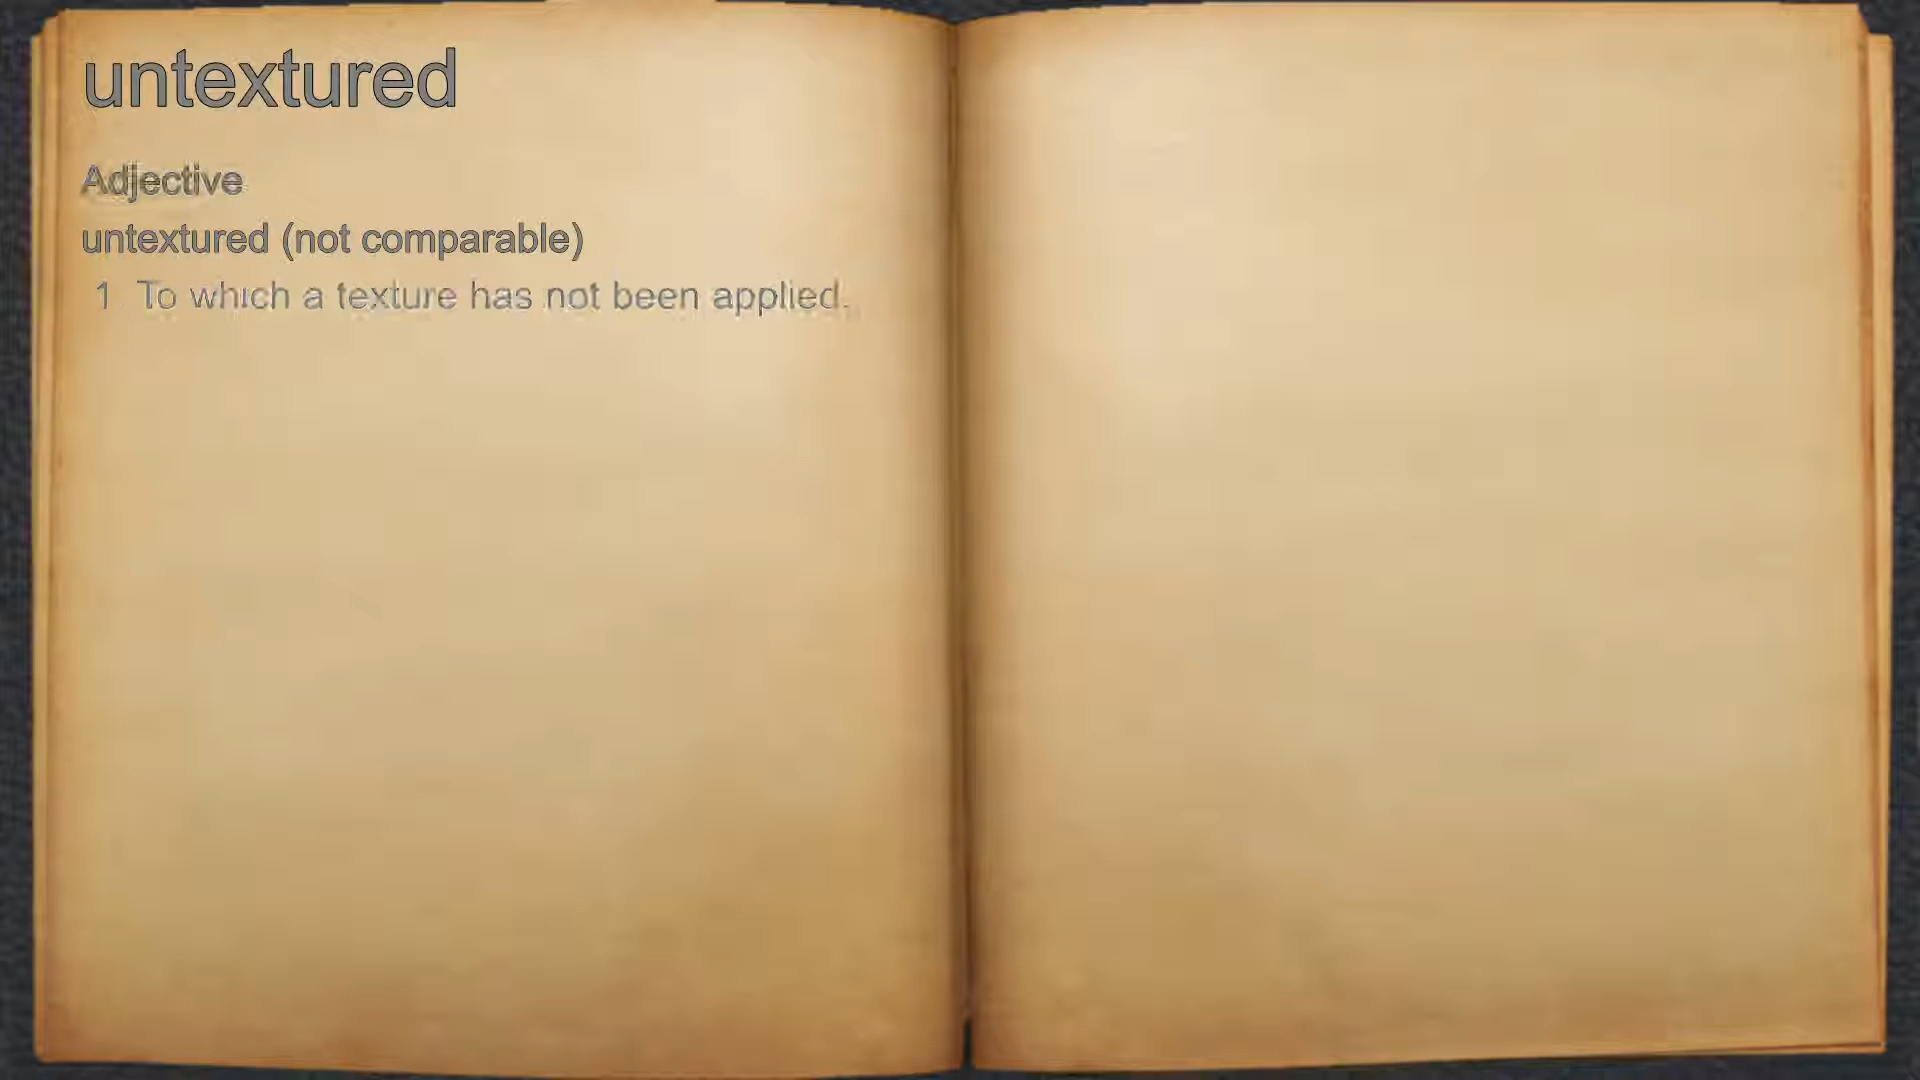 untextured
Adjective
untextured (not comparable)
1 To which a texture has not been applied.